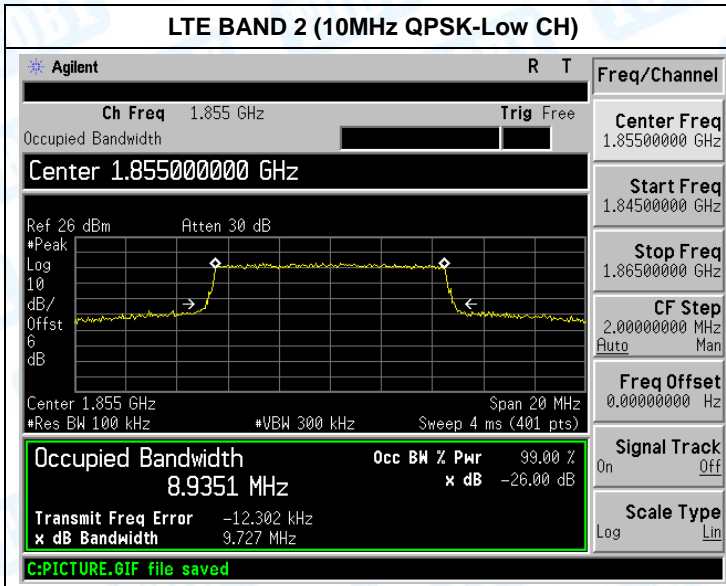 LTE BAND 2 (10MHz QPSK-Low CH)
Agilent R T
Ch Freq 1.855 GHz Trig Free
Occupied Bandwidth
Center 1.855000000 GHz
Ref 26 dBm Atten 30 dB
#Peak
Log
10
dB/
Offst
6
dB
Center 1.855 GHz Span 20 MHz
#Res BW 100 kHz #VBW 300 kHz Sweep 4 ms (401 pts)
Occupied Bandwidth Occ BW % Pwr 99.00 %
8.9351 MHz x dB -26.00 dB
Transmit Freq Error -12.302 kHz
x dB Bandwidth 9.727 MHz
C:PICTURE.GIF file saved
Freq/Channel
Center Freq
1.85500000 GHz
Start Freq
1.84500000 GHz
Stop Freq
1.86500000 GHz
CF Step
2.00000000 MHz
Auto Man
Freq Offset
0.00000000 Hz
Signal Track
On Off
Scale Type
Log Lin